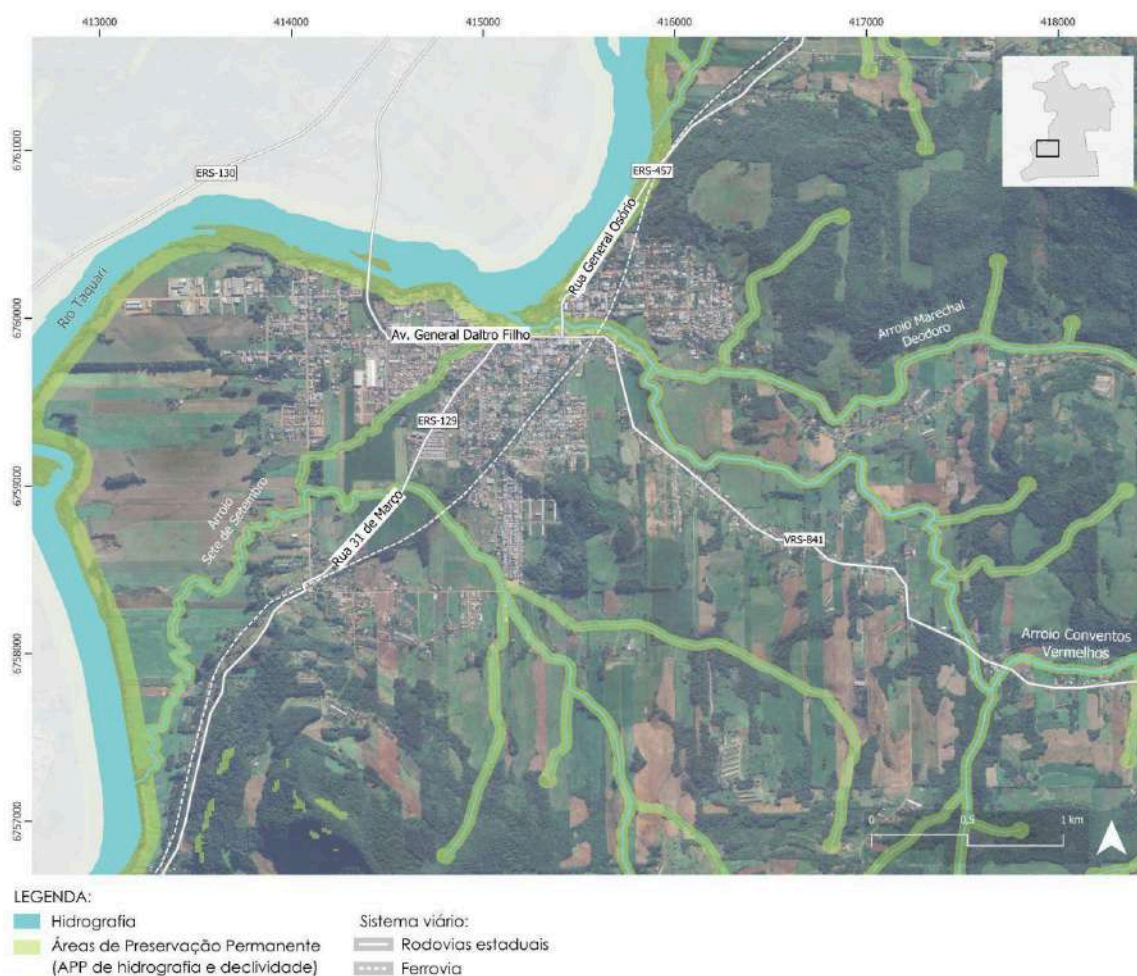 413000
414000
415000
416000
417000
418000
6761000
6760000
6759000
6758000
6757000
ERS-130
ERS-457
Rua General Osório
Rio Taquari
Av. General Daltro Filho
Arroio Marechal
Deodoro
ERS-129
Arroio
Sete de Setembro
Rua 31 de Março
VRS-841
Arroio Conventos
Vermelhos
0 0,5 1 km
LEGENDA:
Hidrografia
Áreas de Preservação Permanente
(APP de hidrografia e declividade)
Sistema viário:
Rodovias estaduais
Ferrovia